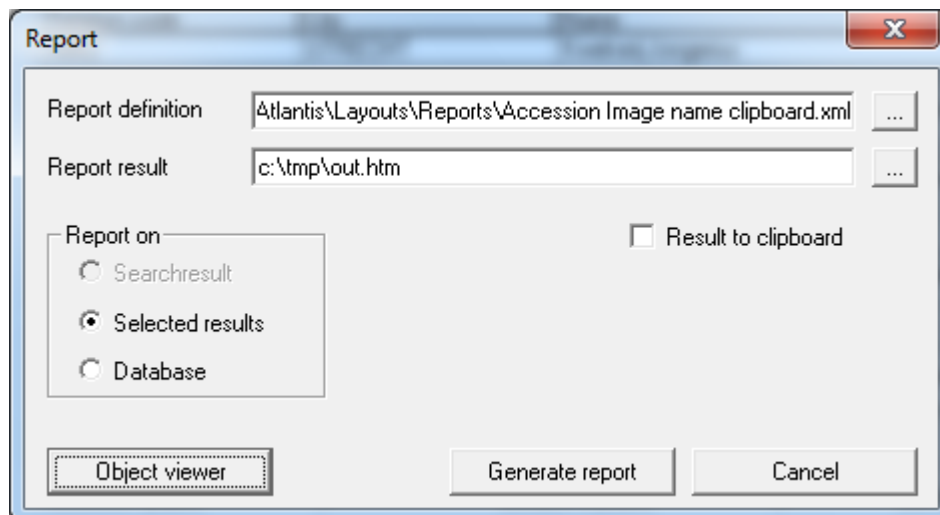 Report
Report definition
Atlantis\Layouts\Reports\Accession Image name clipboard.xml
...
Report result
c:\tmp\out.htm
...
Report on
Result to clipboard
Searchresult
Selected results
Database
Object viewer
Generate report
Cancel